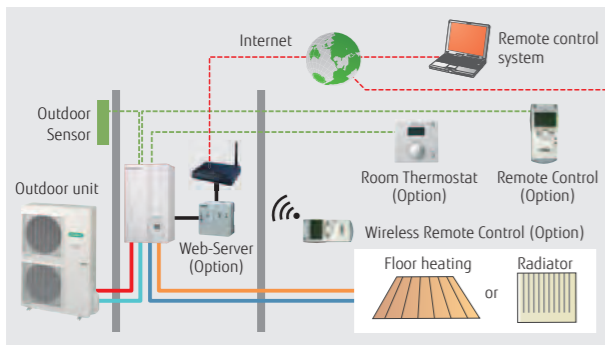 Internet
Remote control
system
Outdoor
Sensor
Room Thermostat
(Option)
Remote Control
(Option)
Outdoor unit
Web-Server
(Option)
Wireless Remote Control (Option)
Floor heating
or
Radiator